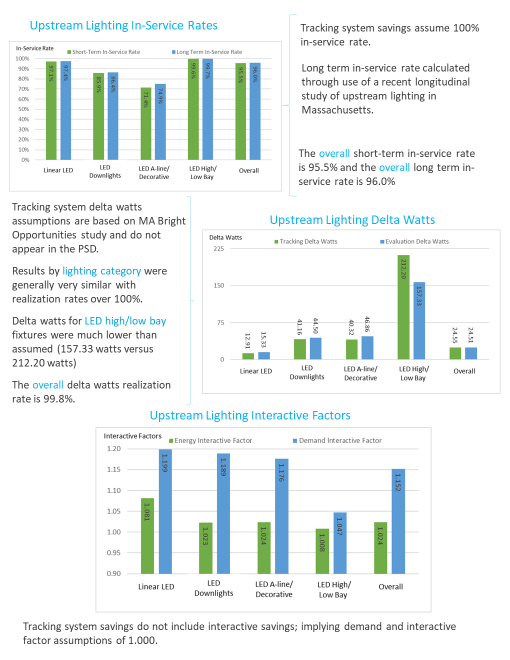 Upstream Lighting In-Service Rates
In-Service Rate
Short-Term In-Service Rate
Long Term In-Service Rate
100%
90%
80%
70%
60%
50%
40%
30%
20%
10%
0%
97.1%
97.1%
85.9%
86.4%
71.4%
74.9%
99.6%
99.7%
95.5%
96.0%
Linear LED
LED
Downlights
LED A-line/
Decorative
LED High/
Low Bay
Overall
Tracking system savings assume 100%
in-service rate.
Long term in-service rate calculated
through use of a recent longitudinal
study of upstream lighting in
Massachusetts.
The overall short-term in-service rate
is 95.5% and the overall long term in-
service rate is 96.0%
Tracking system delta watts
assumptions are based on MA Bright
Opportunities study and do not
appear in the PSD.
Results by lighting category were
generally very similar with
realization rates over 100%.
Delta watts for LED high/low bay
fixtures were much lower than
assumed (157.33 watts versus
212.20 watts)
The overall delta watts realization
rate is 99.8%.
Upstream Lighting Delta Watts
Delta Watts
Tracking Delta Watts
Evaluation Delta Watts
225
150
75
0
12.91
15.33
41.16
44.50
40.32
46.86
212.20
157.33
24.55
24.51
Linear LED
LED
Downlights
LED A-line/
Decorative
LED High/
Low Bay
Overall
Upstream Lighting Interactive Factors
Interactive Factors
Energy Interactive Factor
Demand Interactive Factor
1.20
1.15
1.10
1.05
1.00
0.95
0.90
1.081
1.199
1.023
1.189
1.024
1.176
1.008
1.047
1.024
1.152
Linear LED
LED
Downlights
LED A-line/
Decorative
LED High/
Low Bay
Overall
Tracking system savings do not include interactive savings; implying demand and interactive
factor assumptions of 1.000.